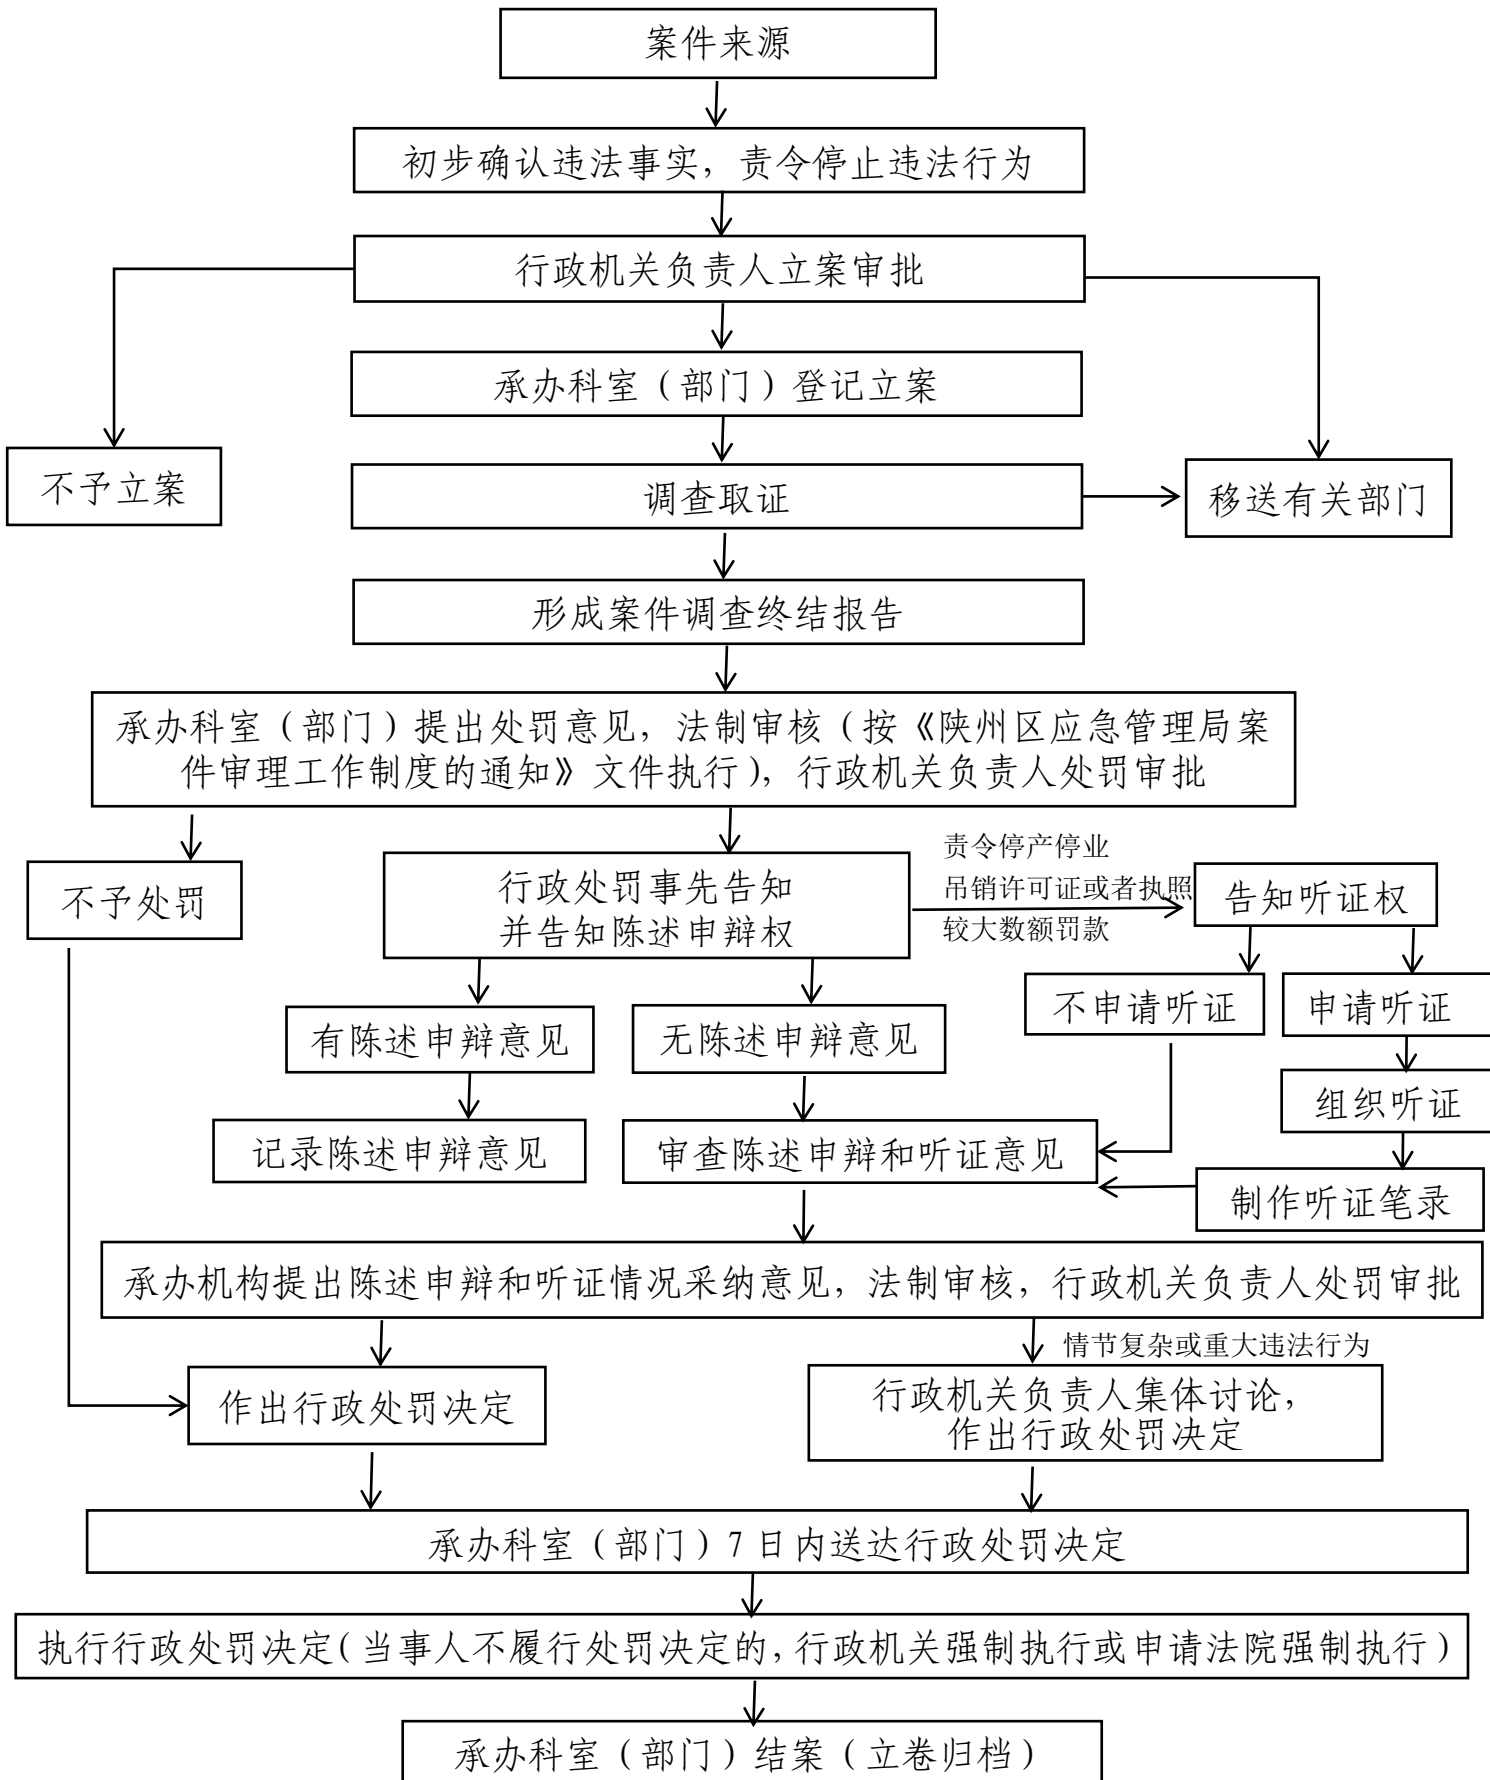 案件来源
初步确认违法事实，责令停止违法行为
行政机关负责人立案审批
承办科室（部门）登记立案
不予立案
调查取证
移送有关部门
形成案件调查终结报告
承办科室（部门）提出处罚意见，法制审核（按《陕州区应急管理局案
件审理工作制度的通知》文件执行），行政机关负责人处罚审批
不予处罚
行政处罚事先告知
并告知陈述申辩权
责令停产停业
吊销许可证或者执照
较大数额罚款
告知听证权
不申请听证
申请听证
有陈述申辩意见
无陈述申辩意见
组织听证
记录陈述申辩意见
审查陈述申辩和听证意见
制作听证笔录
承办机构提出陈述申辩和听证情况采纳意见，法制审核，行政机关负责人处罚审批
情节复杂或重大违法行为
作出行政处罚决定
行政机关负责人集体讨论，
作出行政处罚决定
承办科室（部门）7日内送达行政处罚决定
执行行政处罚决定（当事人不履行处罚决定的，行政机关强制执行或申请法院强制执行）
承办科室（部门）结案（立卷归档）